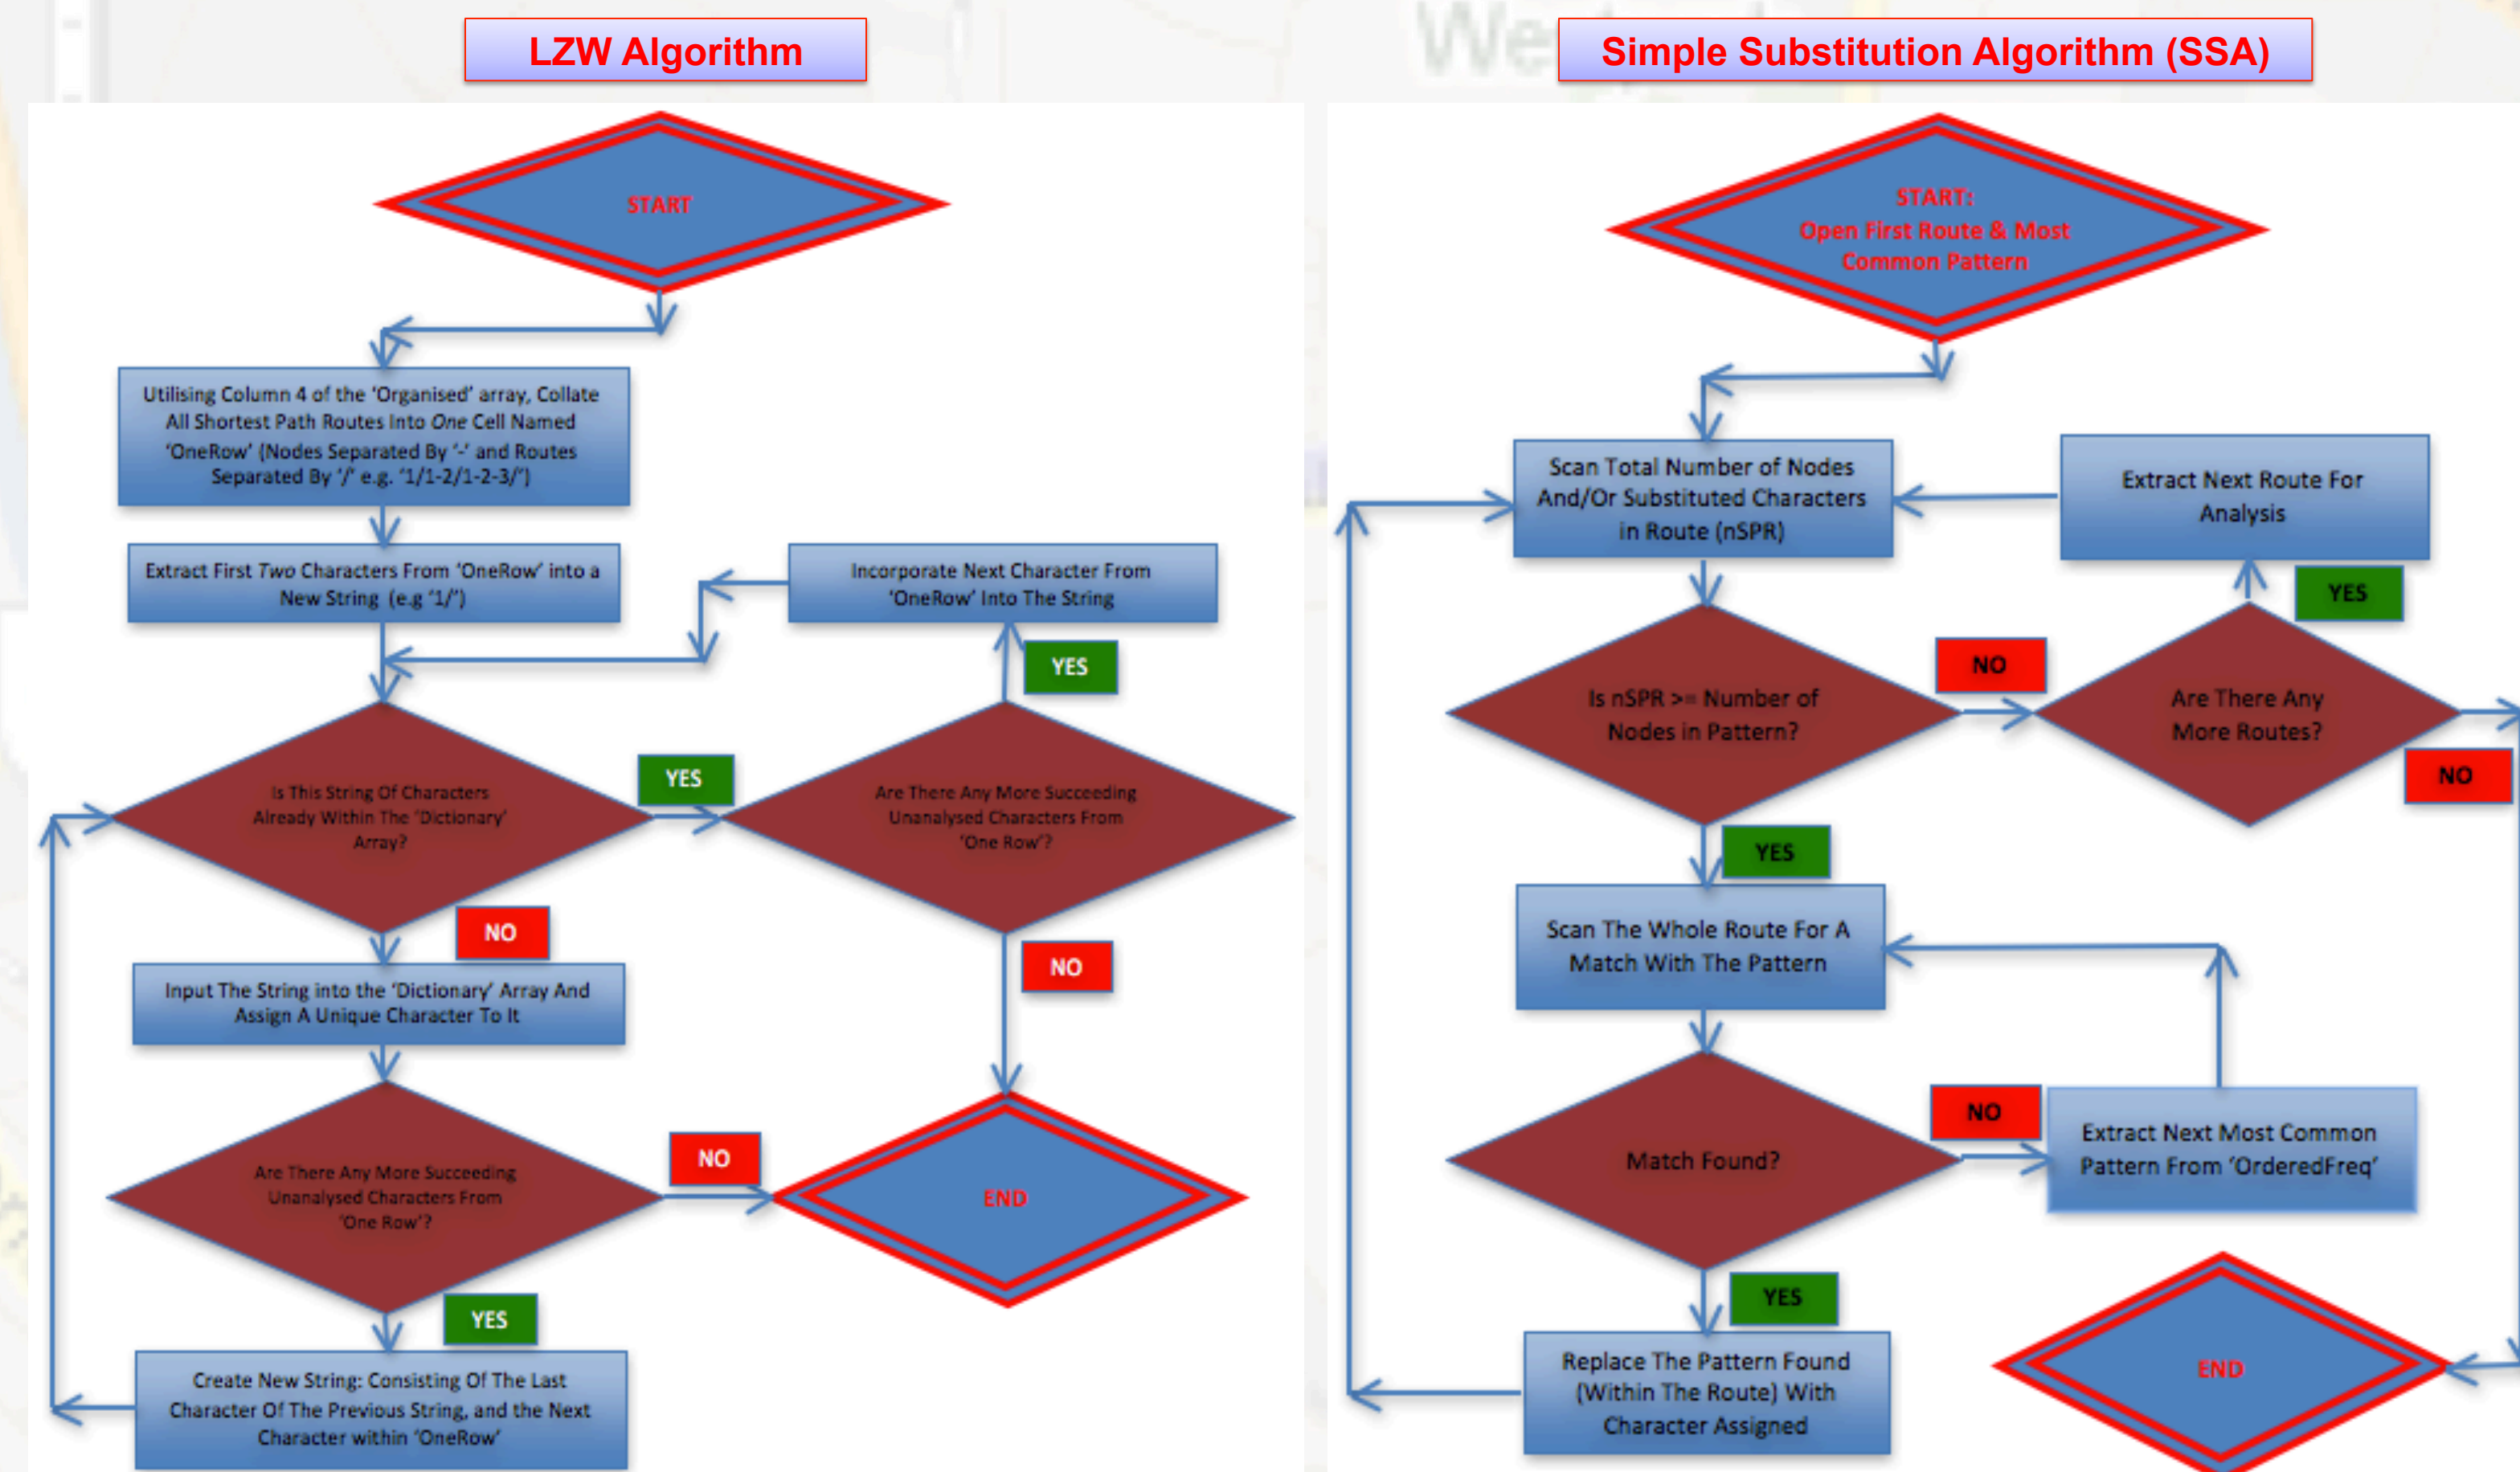 LZW Algorithm
START
Utilising Column 4 of the ‘Organised’ array, Collate
All Shortest Path Routes Into One Cell Named
‘OneRow’ (Nodes Separated By ‘-’ and Routes
Separated By ‘/’ e.g. ‘1/1-2/1-2-3/’)
Extract First Two Characters From ‘OneRow’ into a
New String (e.g ‘1/’)
Incorporate Next Character From
‘OneRow’ Into The String
YES
Is This String Of Characters
Already Within The ‘Dictionary’
Array?
YES
Are There Any More Succeeding
Unanalysed Characters From
‘One Row’?
NO
NO
Input The String into the ‘Dictionary’ Array And
Assign A Unique Character To It
Are There Any More Succeeding
Unanalysed Characters From
‘One Row’?
NO
END
YES
Create New String: Consisting Of The Last
Character Of The Previous String, and the Next
Character within ‘OneRow’
We
Simple Substitution Algorithm (SSA)
START:
Open First Route & Most
Common Pattern
Scan Total Number of Nodes
And/Or Substituted Characters
in Route (nSPR)
Extract Next Route For
Analysis
YES
Is nSPR >= Number of
Nodes in Pattern?
NO
Are There Any
More Routes?
NO
YES
Scan The Whole Route For A
Match With The Pattern
Match Found?
NO
Extract Next Most Common
Pattern From ‘OrderedFreq’
YES
Replace The Pattern Found
(Within The Route) With
Character Assigned
END